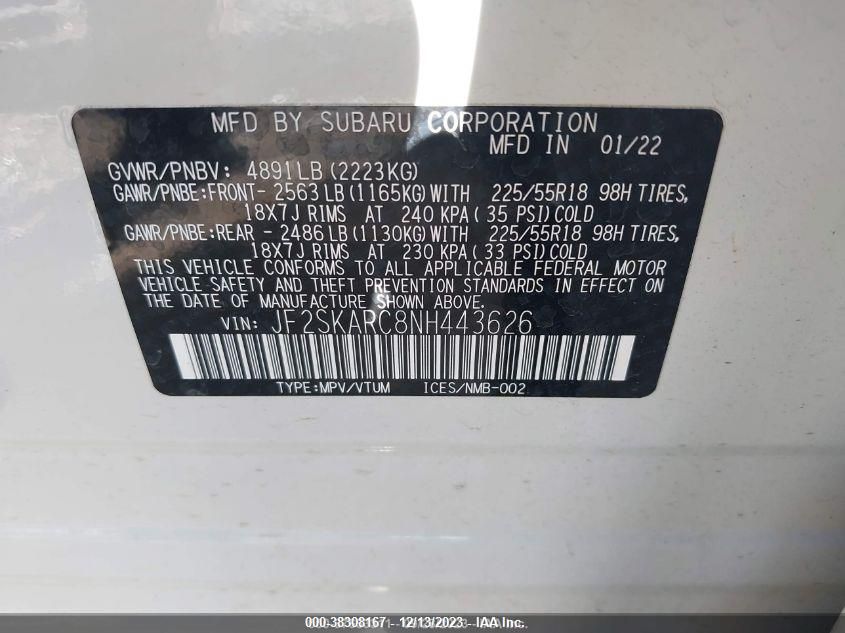 MFD BY SUBARU CORPORATION
MFD IN 01/22
GVWR/PNBV: 4891LB(2223KG)
GAWR/PNBE:FRONT- 2563LB(1165KG)WITH 225/55R18 98H TIRES,
18X7J RIMS AT 240 KPA( 35 PSI)COLD
GAWR/PNBE:REAR - 2486LB(1130KG)WITH 225/55R18 98H TIRES,
18X7J RIMS AT 230 KPA( 33 PSI)COLD
THIS VEHICLE CONFORMS TO ALL APPLICABLE FEDERAL MOTOR
VEHICLE SAFETY AND THEFT PREVENTION STANDARDS IN EFFECT ON
THE DATE OF MANUFACTURE SHOWN ABOVE.
VIN: JF2SKARC8NH443626
TYPE:MPV/VTUM ICES/NMB-002
000-38308167 - 12/13/2023 - IAA Inc.